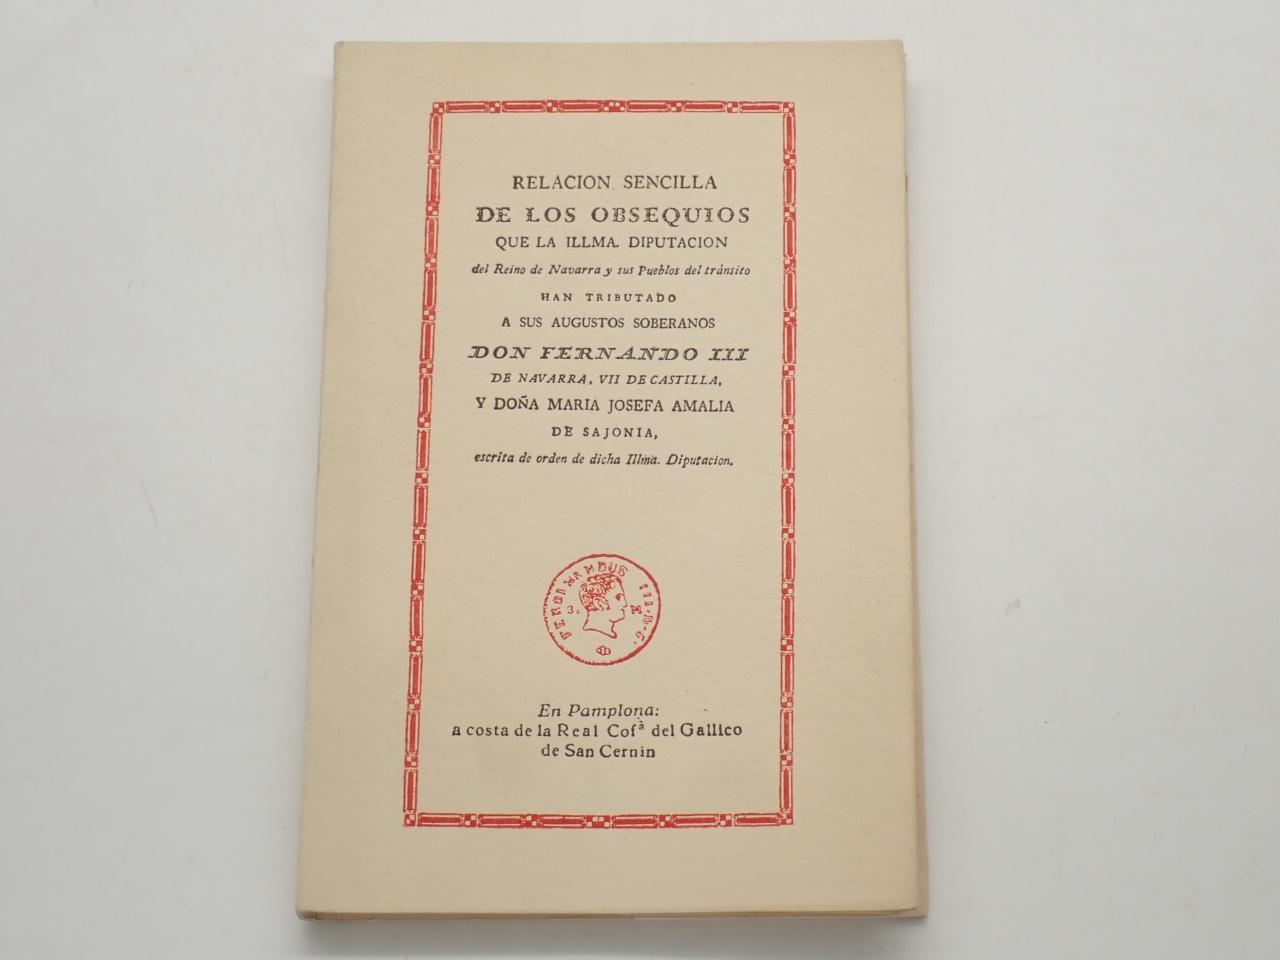 RELACION SENCILLA
DE LOS OBSEQUIOS
QUE LA ILLMA. DIPUTACION
del Reino de Navarra y sus Pueblos del tránsito
HAN TRIBUTADO
A SUS AUGUSTOS SOBERANOS
DON FERNANDO III
DE NAVARRA, VII DE CASTILLA,
Y DOÑA MARIA JOSEFA AMALIA
DE SAJONIA,
escrita de orden de dicha Illma. Diputacion.
III
En Pamplona:
a costa de la Real Cofª del Gallico
de San Cernin